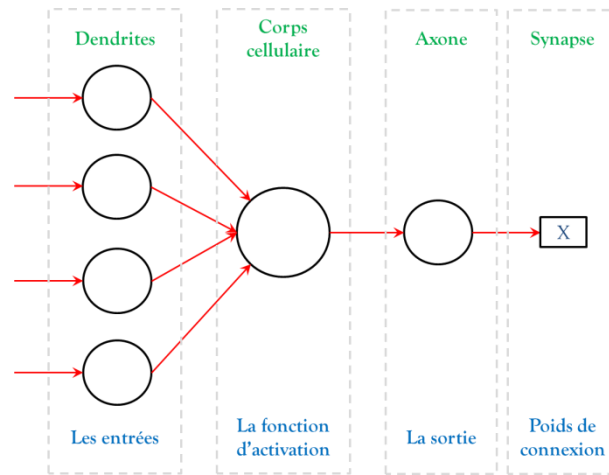 Dendrites
Corps
cellulaire
Axone
Synapse
X
Les entrées
La fonction
d'activation
La sortie
Poids de
connexion